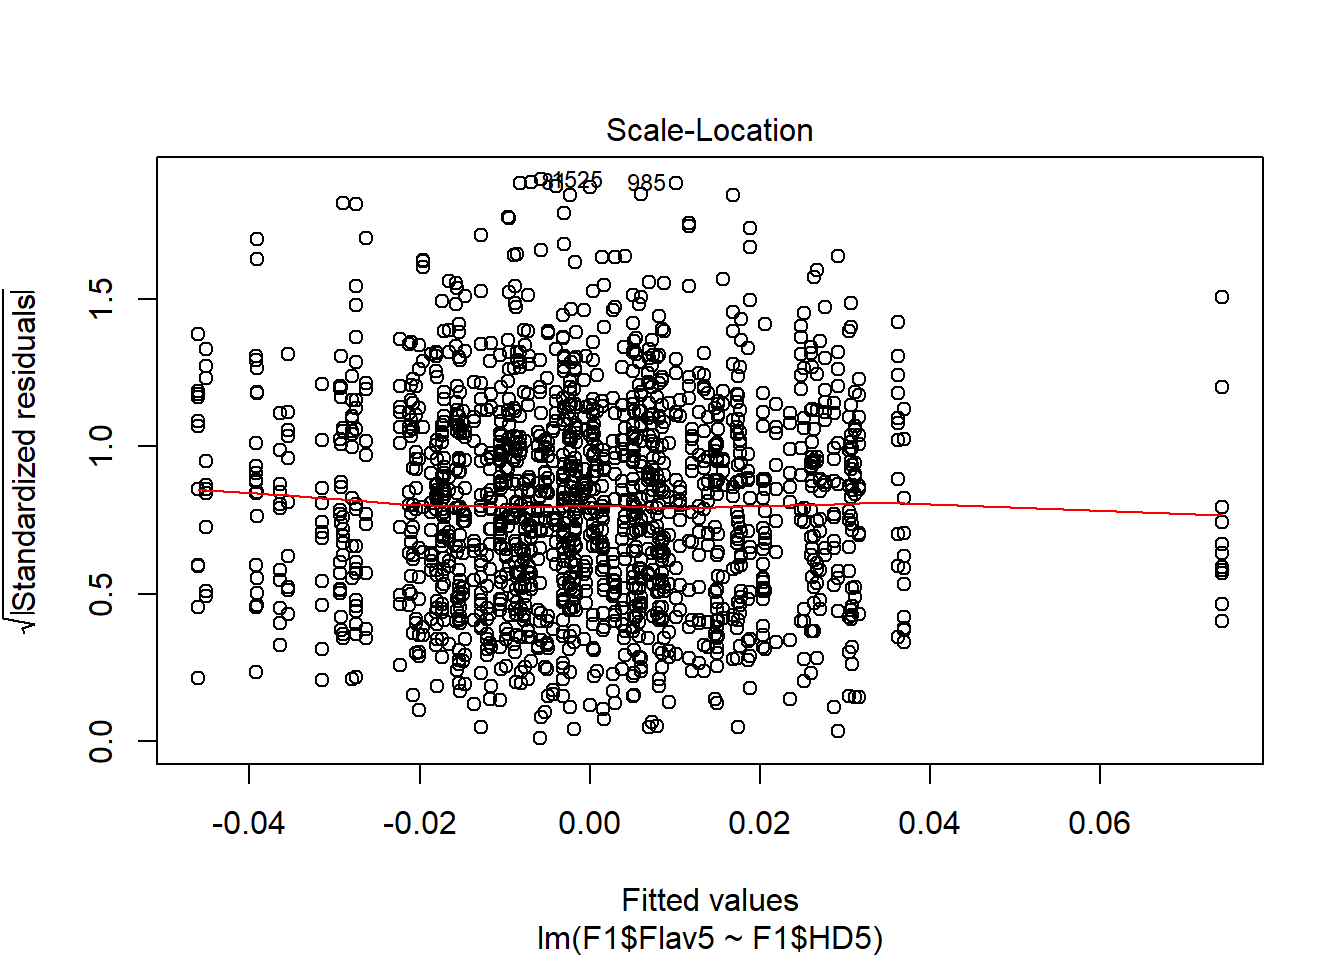 Scale-Location
1525
985
√|Standardized residuals|
1.5
1.0
0.5
0.0
-0.04 -0.02 0.00 0.02 0.04 0.06
Fitted values
lm(F1$Flav5 ~ F1$HD5)